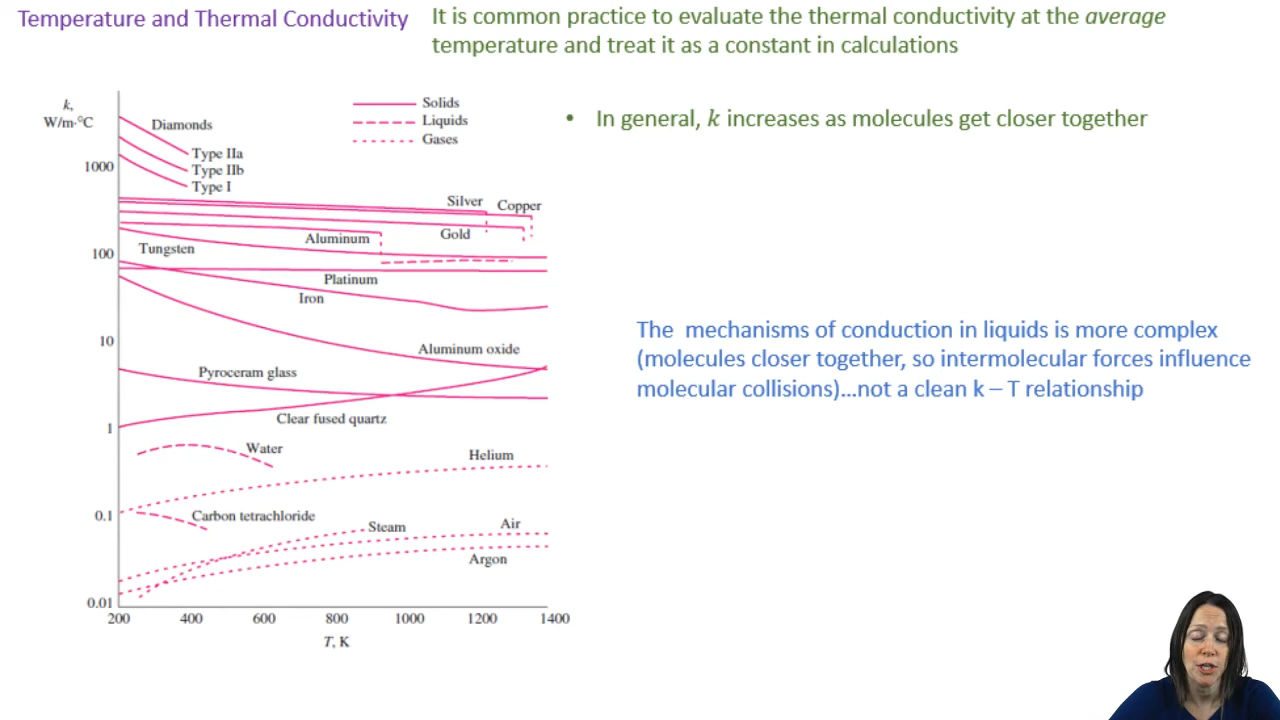 Temperature and Thermal Conductivity
It is common practice to evaluate the thermal conductivity at the average
temperature and treat it as a constant in calculations
• In general, k increases as molecules get closer together
The  mechanisms of conduction in liquids is more complex
(molecules closer together, so intermolecular forces influence
molecular collisions)…not a clean k – T relationship
k,
W/m·°C
Solids
Liquids
Gases
Diamonds
Type IIa
Type IIb
Type I
1000
Silver
Copper
Gold
Aluminum
Tungsten
100
Platinum
Iron
10
Aluminum oxide
Pyroceram glass
Clear fused quartz
1
Water
Helium
0.1
Carbon tetrachloride
Steam
Air
Argon
0.01
200 400 600 800 1000 1200 1400
T, K